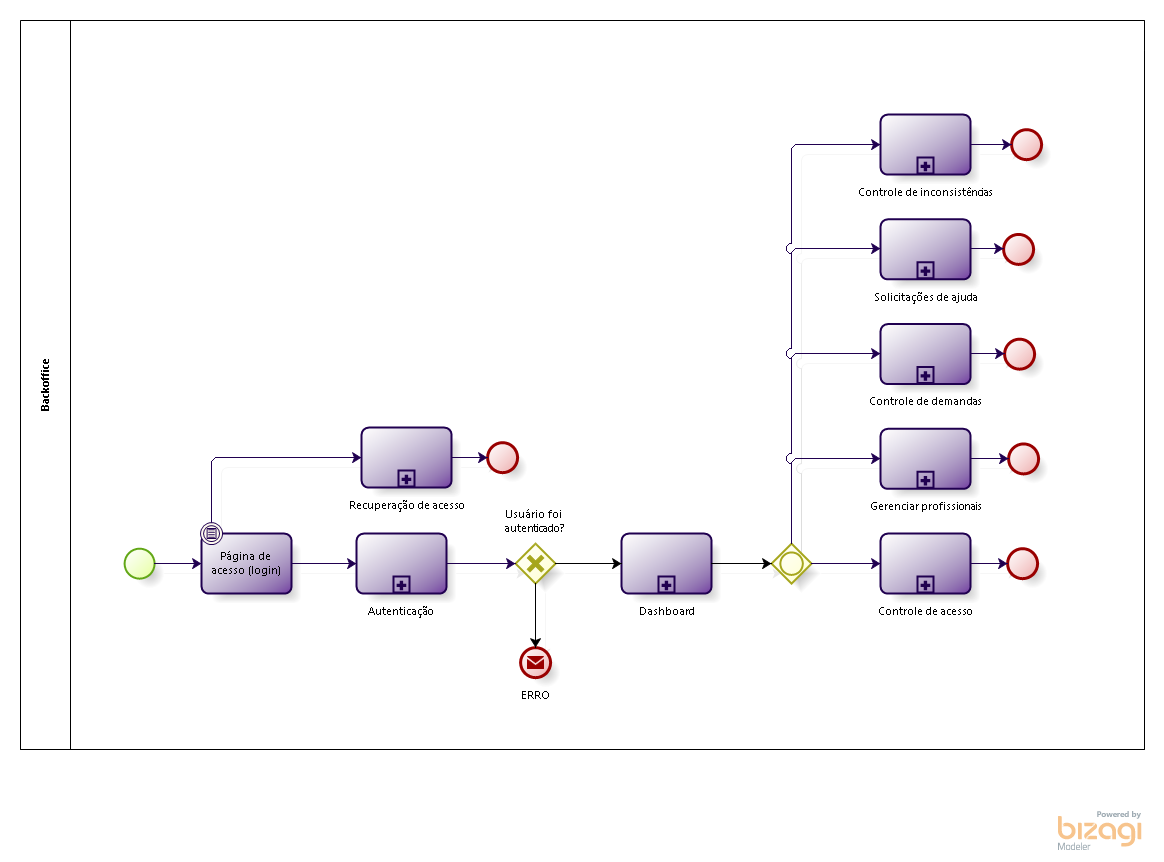 Backoffice
Controle de inconsistências
Solicitações de ajuda
Controle de demandas
Recuperação de acesso
Gerenciar profissionais
Usuário foi
autenticado?
Página de
acesso (login)
Autenticação
Dashboard
Controle de acesso
ERRO
Powered by
bizagi
Modeler